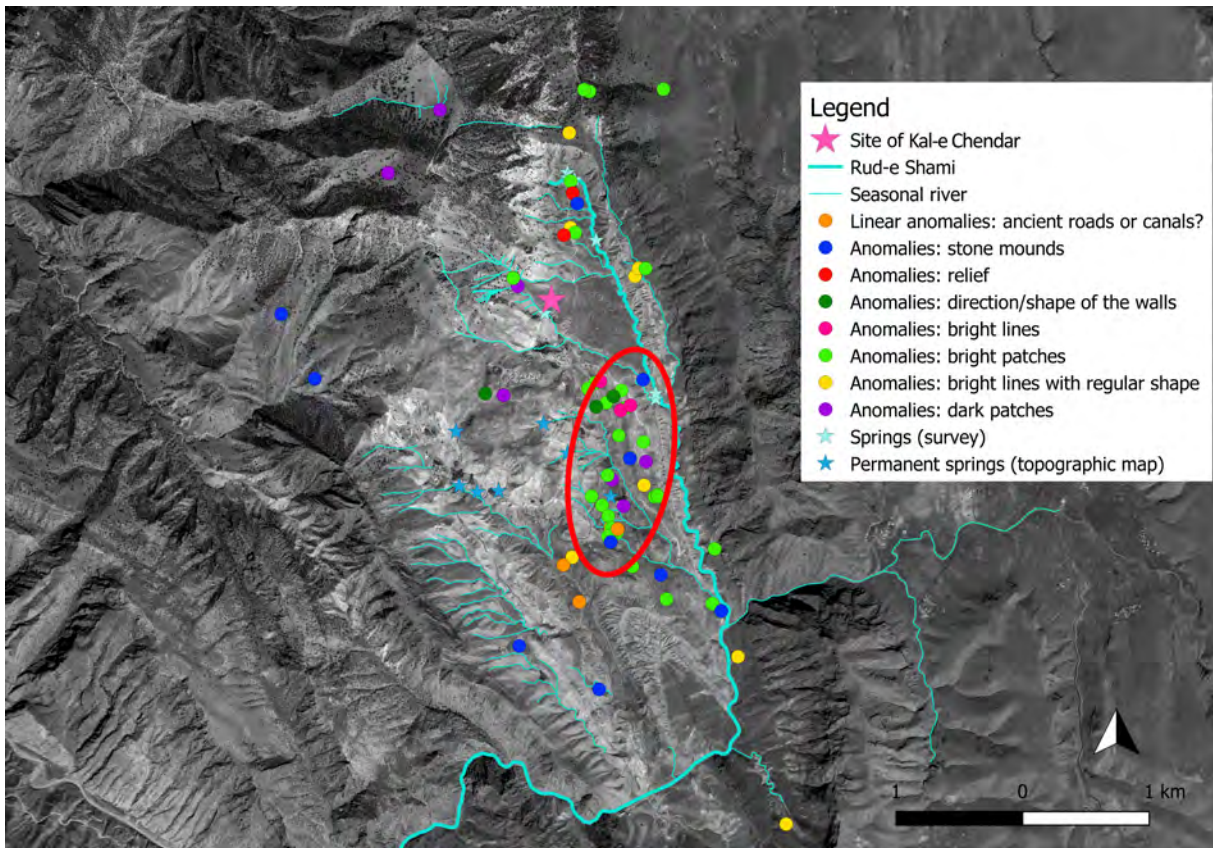 Legend
Site of Kal-e Chendar
Rud-e Shami
Seasonal river
Linear anomalies: ancient roads or canals?
Anomalies: stone mounds
Anomalies: relief
Anomalies: direction/shape of the walls
Anomalies: bright lines
Anomalies: bright patches
Anomalies: bright lines with regular shape
Anomalies: dark patches
Springs (survey)
Permanent springs (topographic map)
1 0 1 km